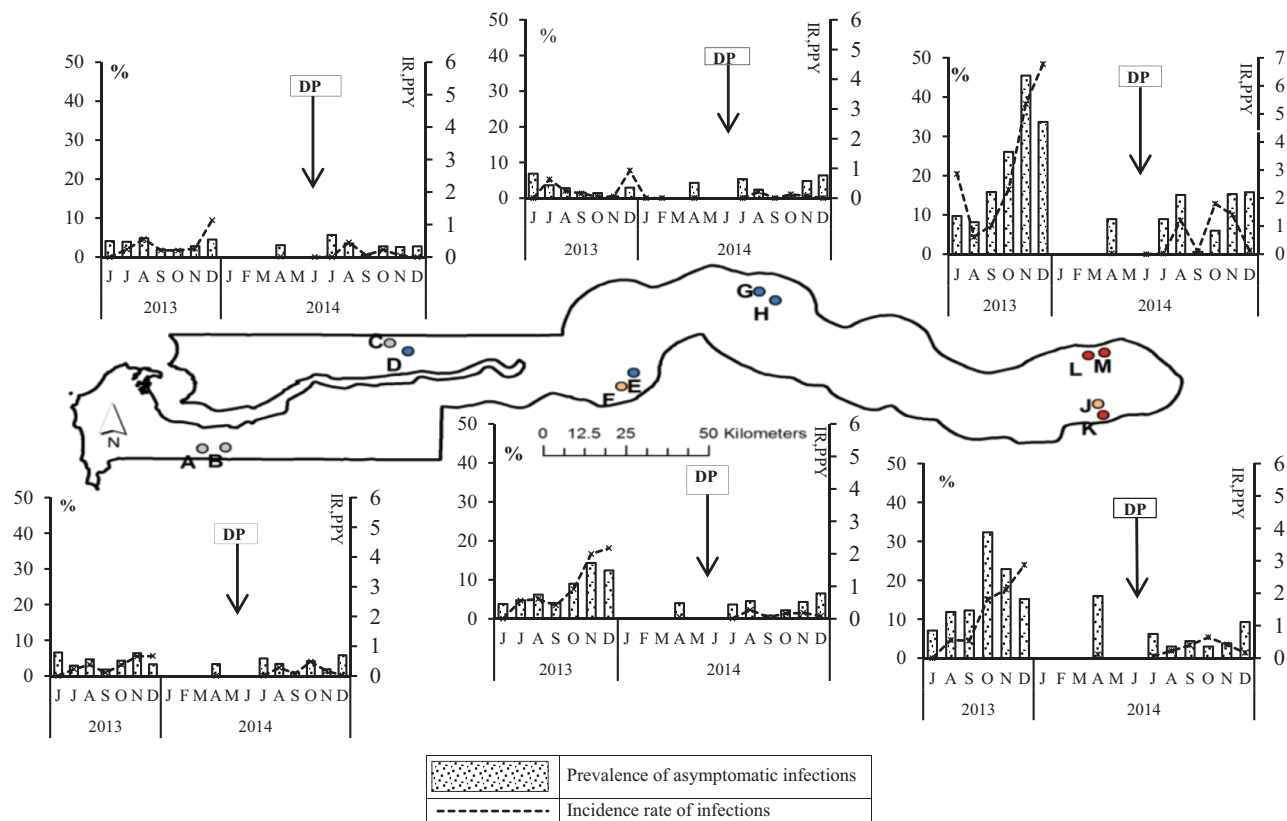 %
50
40
30
20
10
0
DP
6
5
4
3
2
1
0
IR,PPY
J J A S O N D J F M A M J J A S O N D
2013 2014
%
50
40
30
20
10
0
DP
6
5
4
3
2
1
0
IR,PPY
J J A S O N D J F M A M J J A S O N D
2013 2014
%
50
40
30
20
10
0
DP
7
6
5
4
3
2
1
0
IR,PPY
J J A S O N D J F M A M J J A S O N D
2013 2014
G
H
C
D
L M
E
F
J
K
N
A B
0 12.5 25 50 Kilometers
%
50
40
30
20
10
0
DP
6
5
4
3
2
1
0
IR,PPY
J J A S O N D J F M A M J J A S O N D
2013 2014
%
50
40
30
20
10
0
DP
6
5
4
3
2
1
0
IR,PPY
J J A S O N D J F M A M J J A S O N D
2013 2014
%
50
40
30
20
10
0
DP
6
5
4
3
2
1
0
IR,PPY
J J A S O N D J F M A M J J A S O N D
2013 2014
Prevalence of asymptomatic infections
Incidence rate of infections